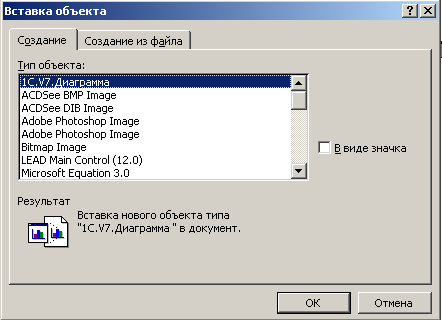 Вставка объекта
Создание
Создание из файла
Тип объекта:
1C.V7.Диаграмма
ACDSee BMP Image
ACDSee DIB Image
Adobe Photoshop Image
Adobe Photoshop Image
Bitmap Image
LEAD Main Control (12.0)
Microsoft Equation 3.0
В виде значка
Результат
Вставка нового объекта типа
"1C.V7.Диаграмма " в документ.
OK
Отмена